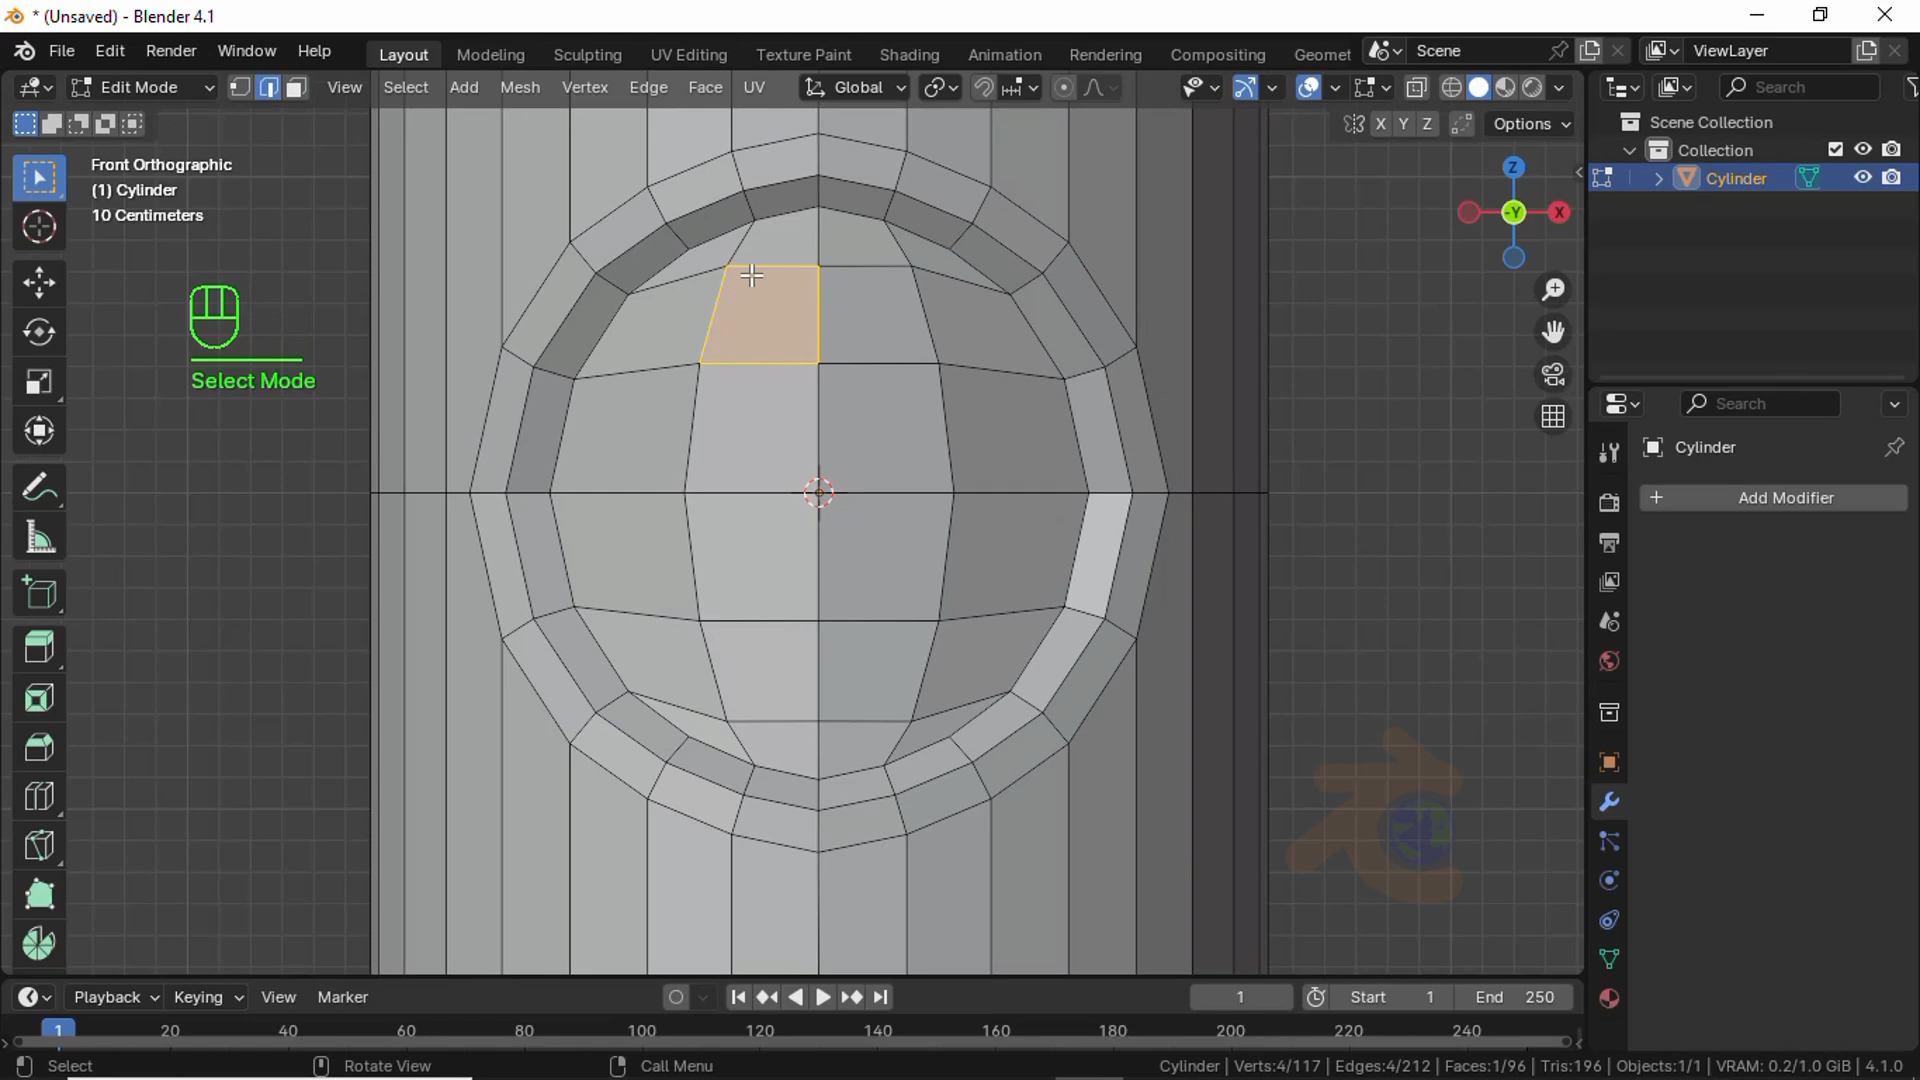 * (Unsaved) - Blender 4.1
File Edit Render Window Help Layout Modeling Sculpting UV Editing Texture Paint Shading Animation Rendering Compositing Geomet Scene ViewLayer
Edit Mode View Select Add Mesh Vertex Edge Face UV Global Search
X Y Z Options
Scene Collection
Collection
Cylinder
Front Orthographic
(1) Cylinder
10 Centimeters
Z
-Y X
Select Mode
Search
Cylinder
+ Add Modifier
Playback Keying View Marker 1 Start 1 End 250
1 20 40 60 80 100 120 140 160 180 200 220 240
Select Rotate View Call Menu Cylinder | Verts:4/117 | Edges:4/212 | Faces:1/96 | Tris:196 | Objects:1/1 | VRAM: 0.2/1.0 GiB | 4.1.0